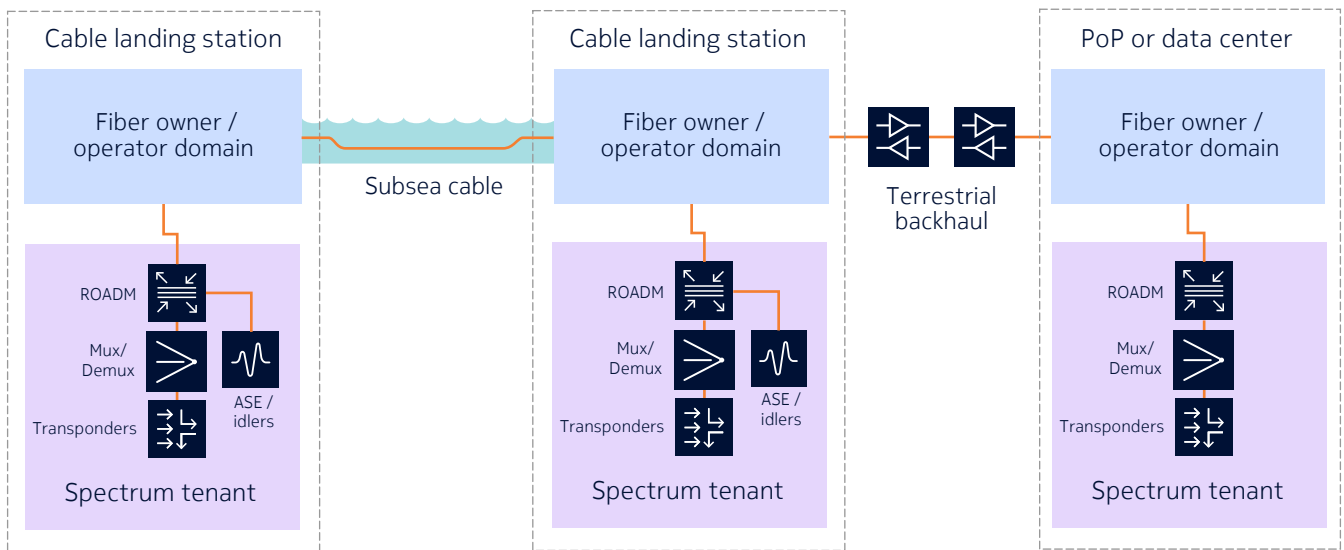 Cable landing station
Fiber owner /
operator domain
ROADM
Mux/
Demux
ASE /
idlers
Transponders
Spectrum tenant
Subsea cable
Cable landing station
Fiber owner /
operator domain
ROADM
Mux/
Demux
ASE /
idlers
Transponders
Spectrum tenant
Terrestrial
backhaul
PoP or data center
Fiber owner /
operator domain
ROADM
Mux/
Demux
Transponders
Spectrum tenant